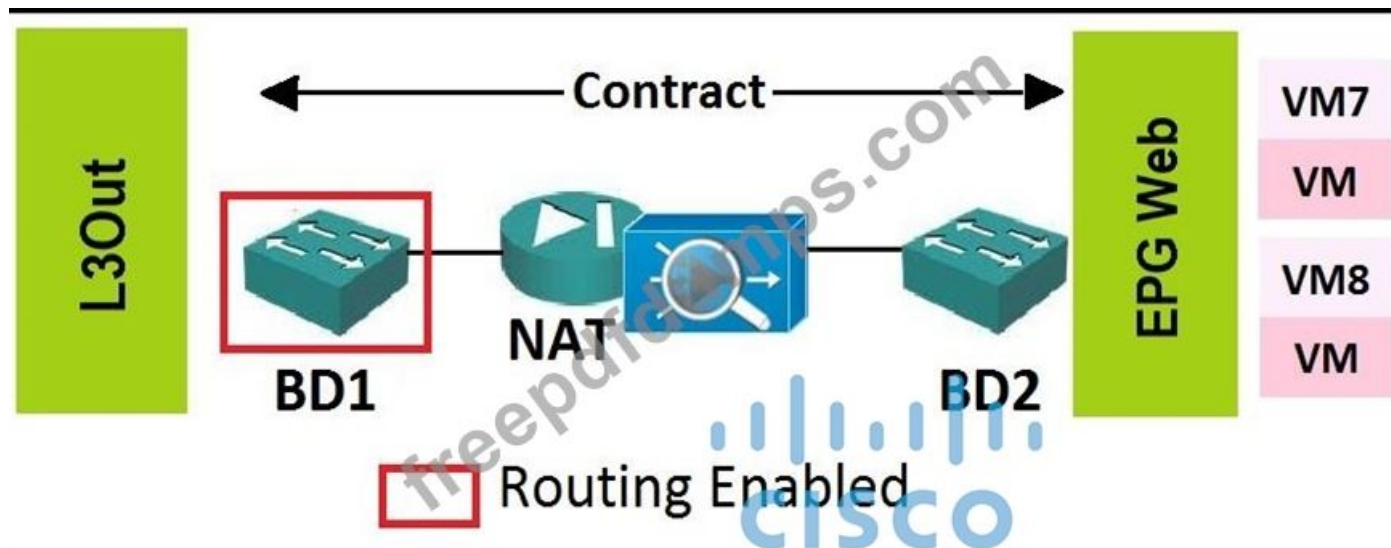 Contract
L3Out
EPG Web
VM7
VM
VM8
VM
NAT
BD1
BD2
Routing Enabled
freepdfdumps.com
CISCO